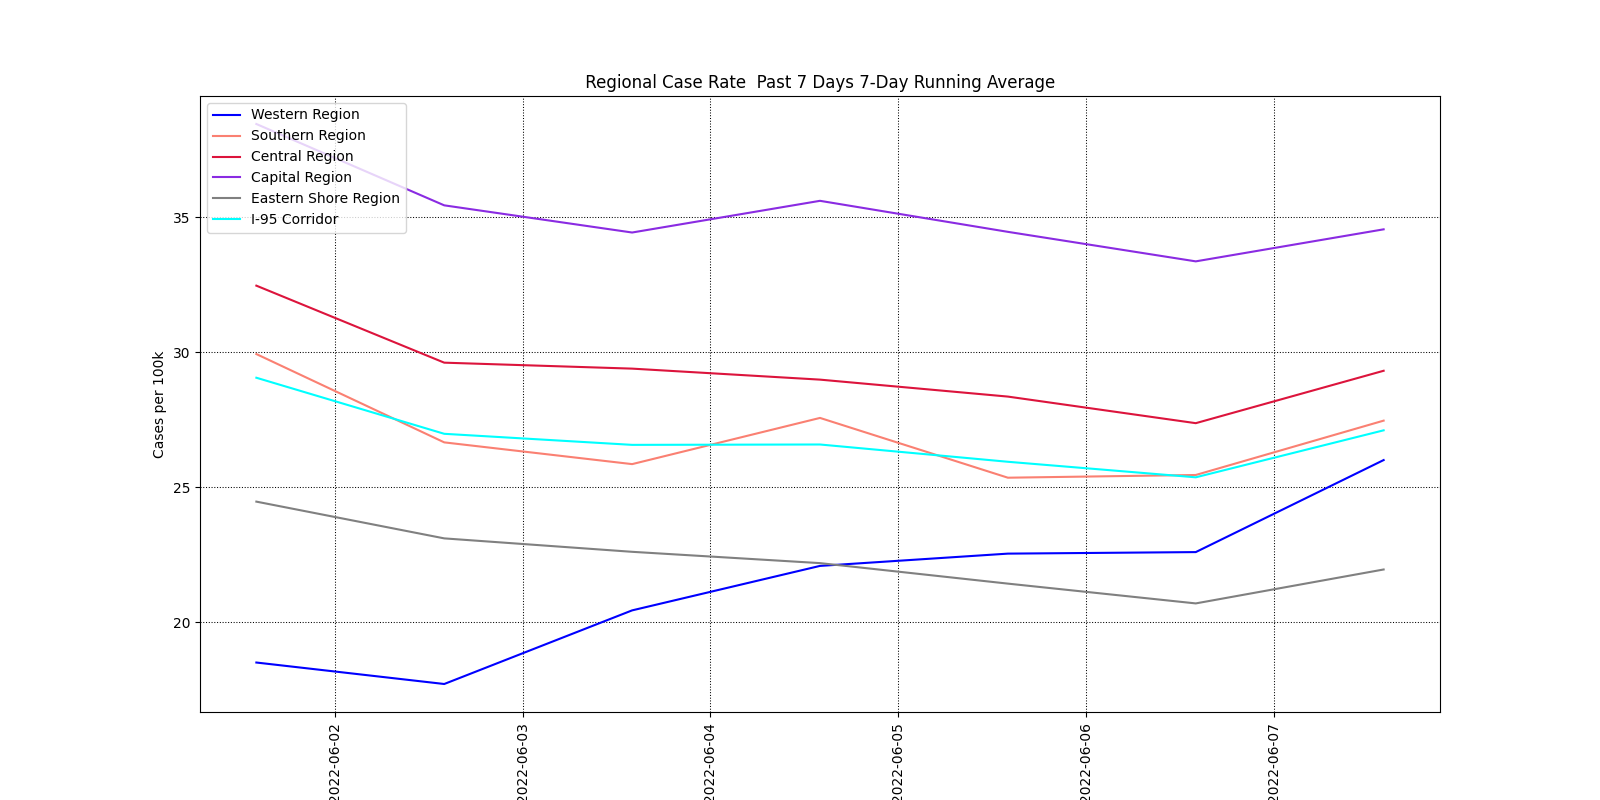 Regional Case Rate  Past 7 Days 7-Day Running Average
Western Region
Southern Region
Central Region
Capital Region
Eastern Shore Region
I-95 Corridor
Cases per 100k
35
30
25
20
2022-06-02
2022-06-03
2022-06-04
2022-06-05
2022-06-06
2022-06-07